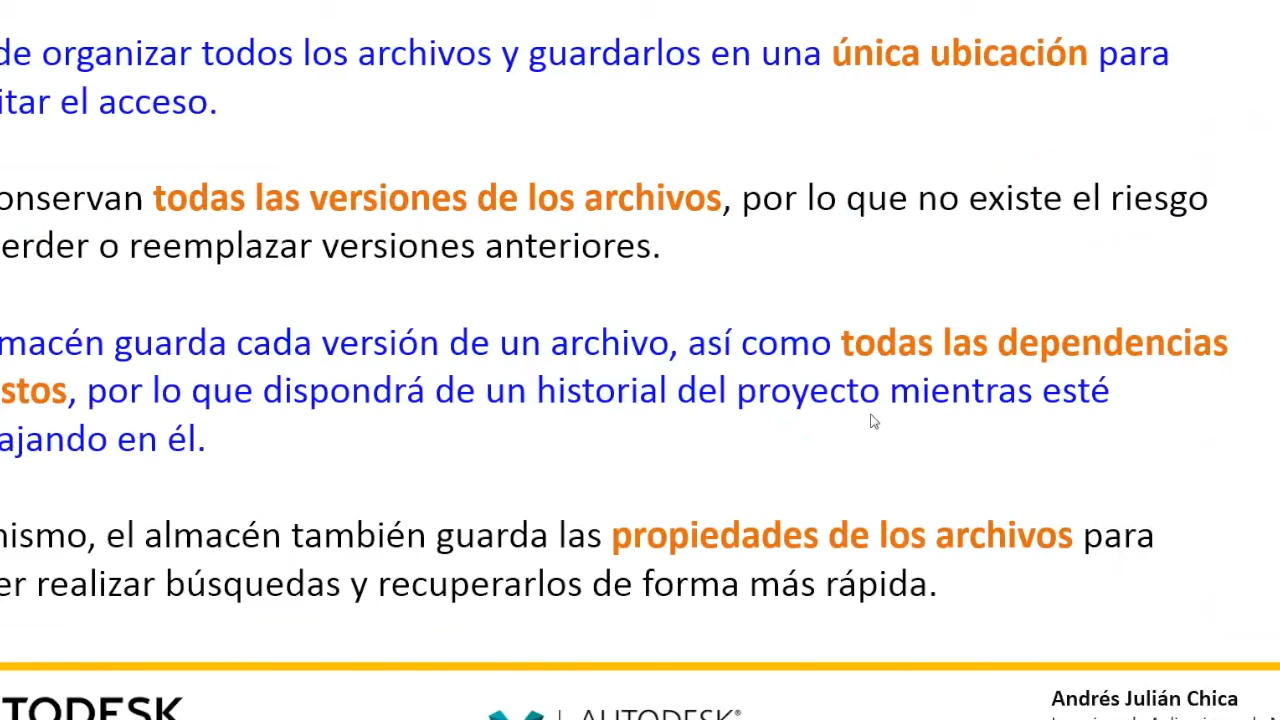 de organizar todos los archivos y guardarlos en una única ubicación para
itar el acceso.
onservan todas las versiones de los archivos, por lo que no existe el riesgo
erder o reemplazar versiones anteriores.
macén guarda cada versión de un archivo, así como todas las dependencias
stos, por lo que dispondrá de un historial del proyecto mientras esté
ajando en él.
mismo, el almacén también guarda las propiedades de los archivos para
er realizar búsquedas y recuperarlos de forma más rápida.
TODESK
AUTODESK®
Andrés Julián Chica